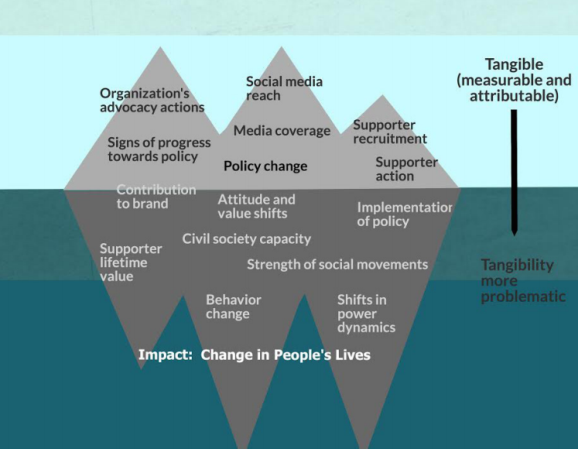 Organization's
advocacy actions
Social media
reach
Tangible
(measurable and
attributable)
Signs of progress
towards policy
Media coverage
Supporter
recruitment
Policy change
Supporter
action
Contribution
to brand
Attitude and
value shifts
Implementation
of policy
Civil society capacity
Supporter
lifetime
value
Strength of social movements
Tangibility
more
problematic
Behavior
change
Shifts in
power
dynamics
Impact: Change in People's Lives